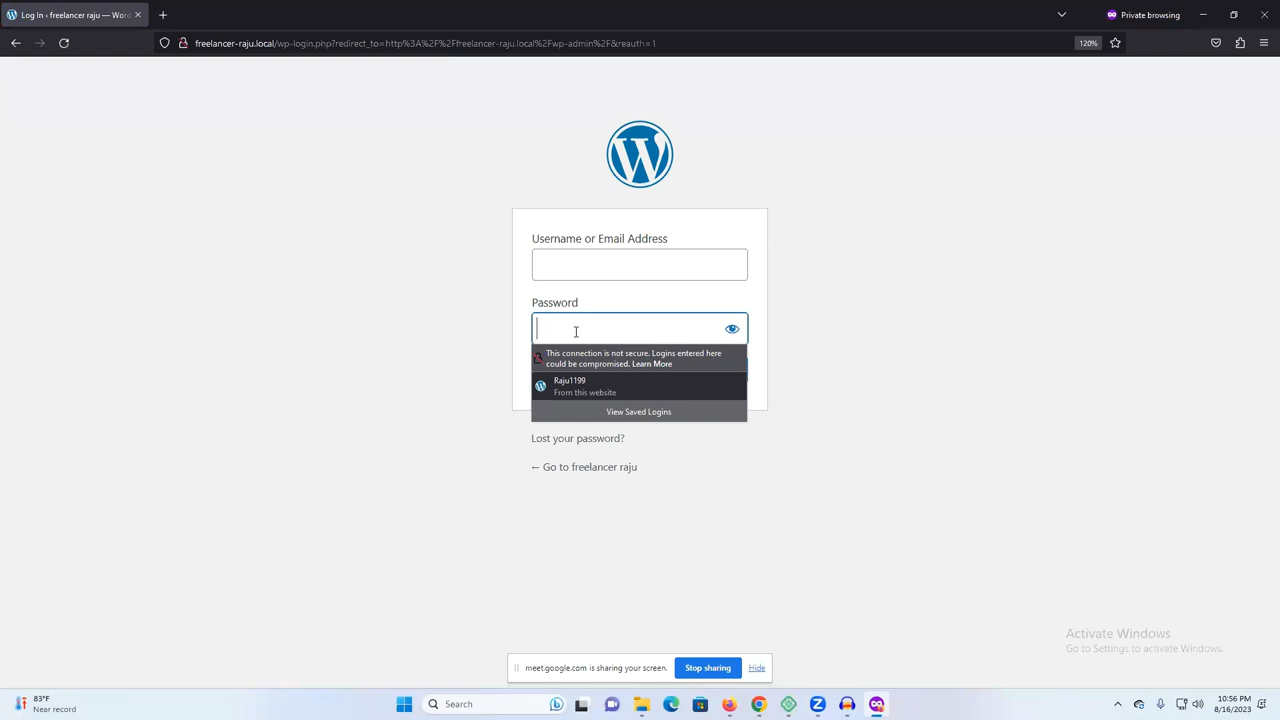 Log In ‹ freelancer raju — Word
Private browsing
freelancer-raju.local/wp-login.php?redirect_to=http%3A%2F%2Ffreelancer-raju.local%2Fwp-admin%2F&reauth=1
120%
Username or Email Address
Password
This connection is not secure. Logins entered here
could be compromised. Learn More
Raju1199
From this website
View Saved Logins
Lost your password?
← Go to freelancer raju
Activate Windows
Go to Settings to activate Windows.
meet.google.com is sharing your screen.
Stop sharing
Hide
83°F
Near record
Search
10:56 PM
8/16/2023